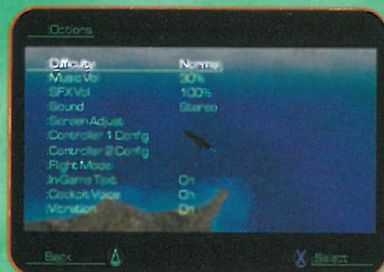 :Options
Difficulty Normal
:Music Vol 30%
:SFX Vol 100%
:Sound Stereo
:Screen Adjust
:Controller 1 Config
:Controller 2 Config
:Flight Model
:In-Game Text On
:Cockpit Voice On
:Vibration On
:Back X :Select